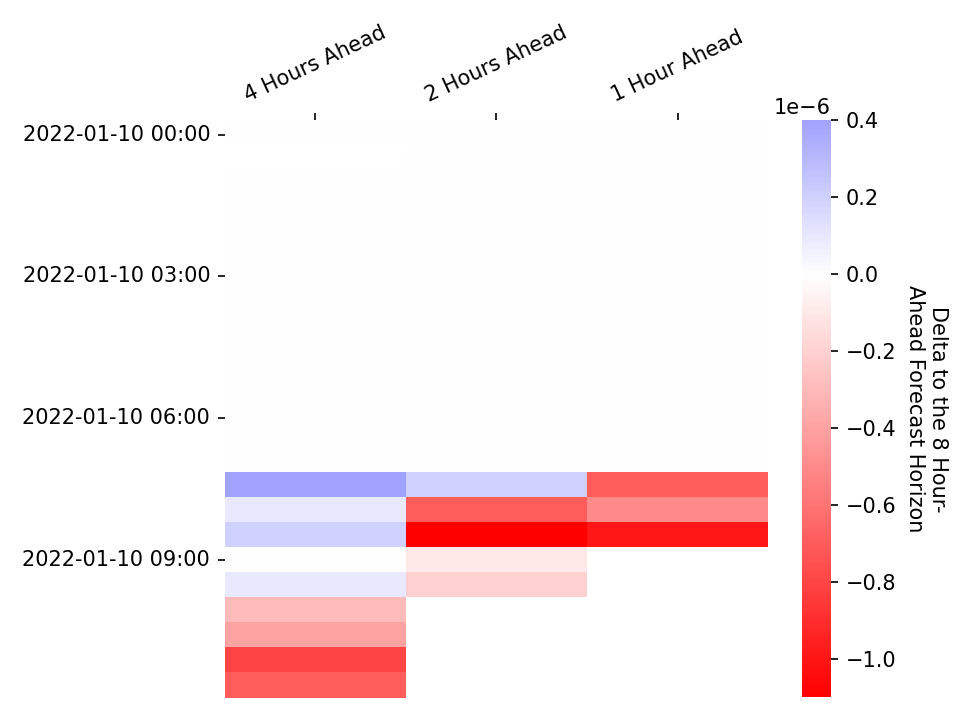 4 Hours Ahead
2 Hours Ahead
1 Hour Ahead
2022-01-10 00:00
2022-01-10 03:00
2022-01-10 06:00
2022-01-10 09:00
1e−6
0.4
0.2
0.0
−0.2
−0.4
−0.6
−0.8
−1.0
Delta to the 8 Hour-
Ahead Forecast Horizon